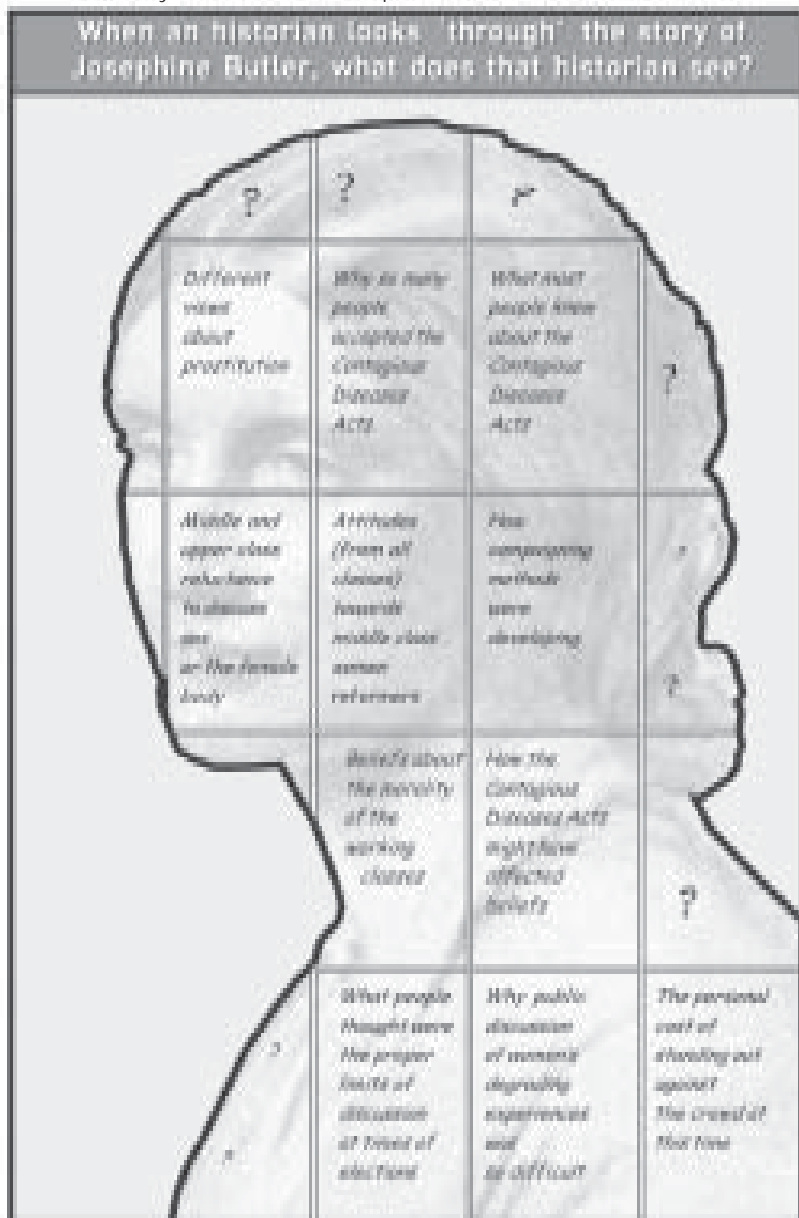 When an historian looks 'through' the story of
Josephine Butler, what does that historian see?
?
?
?
Different
views
about
prostitution
Why so many
people
accepted the
Contagious
Diseases
Acts
What most
people knew
about the
Contagious
Diseases
Acts
?
Middle and
upper class
reluctance
to discuss
sex
or the female
body
Attitudes
(from all
classes)
towards
middle class
women
reformers
How
campaigning
methods
were
developing
?
?
Beliefs about
the morality
of the
working
classes
How the
Contagious
Diseases Acts
might have
affected
beliefs
?
What people
thought were
the proper
limits of
discussion
at times of
elections
Why public
discussion
of women's
degrading
experiences
was
so difficult
The personal
cost of
standing out
against
the crowd at
that time
?
?